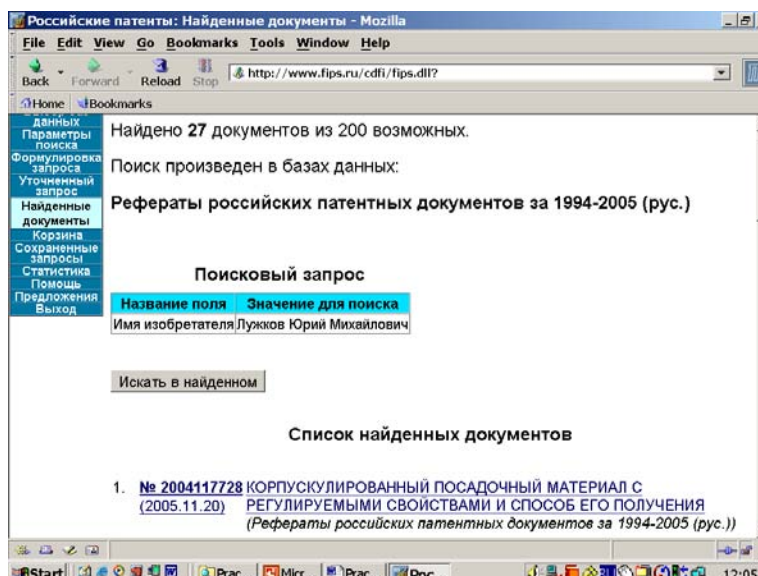 Российские патенты: Найденные документы - Mozilla
File Edit View Go Bookmarks Tools Window Help
Back Forward Reload Stop http://www.fips.ru/cdfi/fips.dll?
Home Bookmarks
данных
Параметры
поиска
Формулировка
запроса
Уточненный
запрос
Найденные
документы
Корзина
Сохраненные
запросы
Статистика
Помощь
Предложения
Выход
Найдено 27 документов из 200 возможных.
Поиск произведен в базах данных:
Рефераты российских патентных документов за 1994-2005 (рус.)
Поисковый запрос
Название поля Значение для поиска
Имя изобретателя Лужков Юрий Михайлович
Искать в найденном
Список найденных документов
1. № 2004117728 КОРПУСКУЛИРОВАННЫЙ ПОСАДОЧНЫЙ МАТЕРИАЛ С
(2005.11.20) РЕГУЛИРУЕМЫМИ СВОЙСТВАМИ И СПОСОБ ЕГО ПОЛУЧЕНИЯ
(Рефераты российских патентных документов за 1994-2005 (рус.))
Start Prac Micr Prac Рос... 12:05